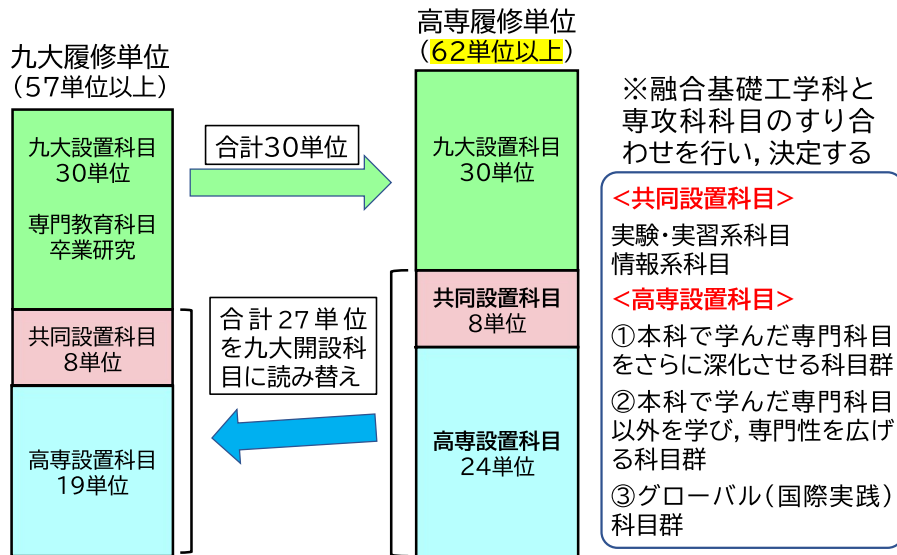 九大履修単位
（57単位以上）
九大設置科目
30単位
専門教育科目
卒業研究
共同設置科目
8単位
高専設置科目
19単位
合計30単位
合計27単位
を九大開設科
目に読み替え
高専履修単位
（62単位以上）
九大設置科目
30単位
共同設置科目
8単位
高専設置科目
24単位
※融合基礎工学科と
専攻科科目のすり合
わせを行い，決定する
<共同設置科目>
実験・実習系科目
情報系科目
<高専設置科目>
①本科で学んだ専門科目
をさらに深化させる科目群
②本科で学んだ専門科目
以外を学び，専門性を広げ
る科目群
③グローバル（国際実践）
科目群